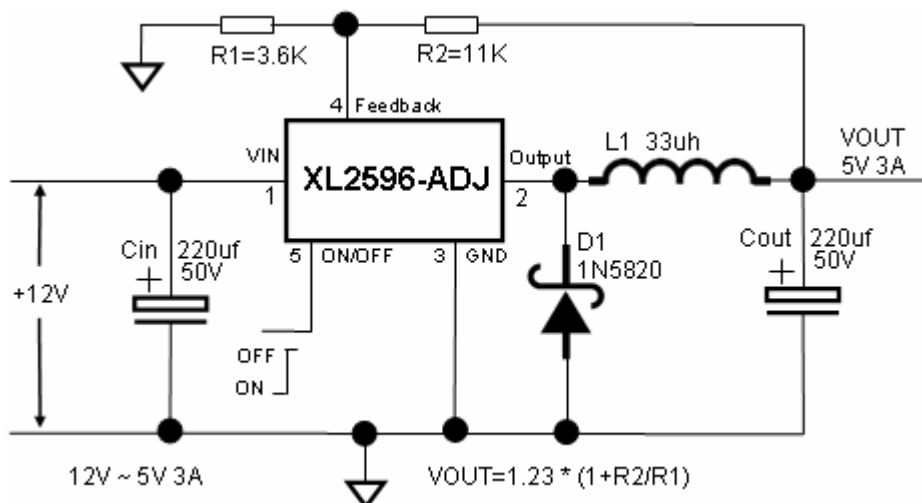 R1=3.6K
R2=11K
4 Feedback
VIN
XL2596-ADJ
Output
L1 33uh
VOUT
5V 3A
1
2
Cin
220uf
50V
5 ON/OFF
3 GND
D1
1N5820
Cout
220uf
50V
+
+
+12V
OFF
ON
12V ~ 5V 3A
VOUT=1.23 * (1+R2/R1)